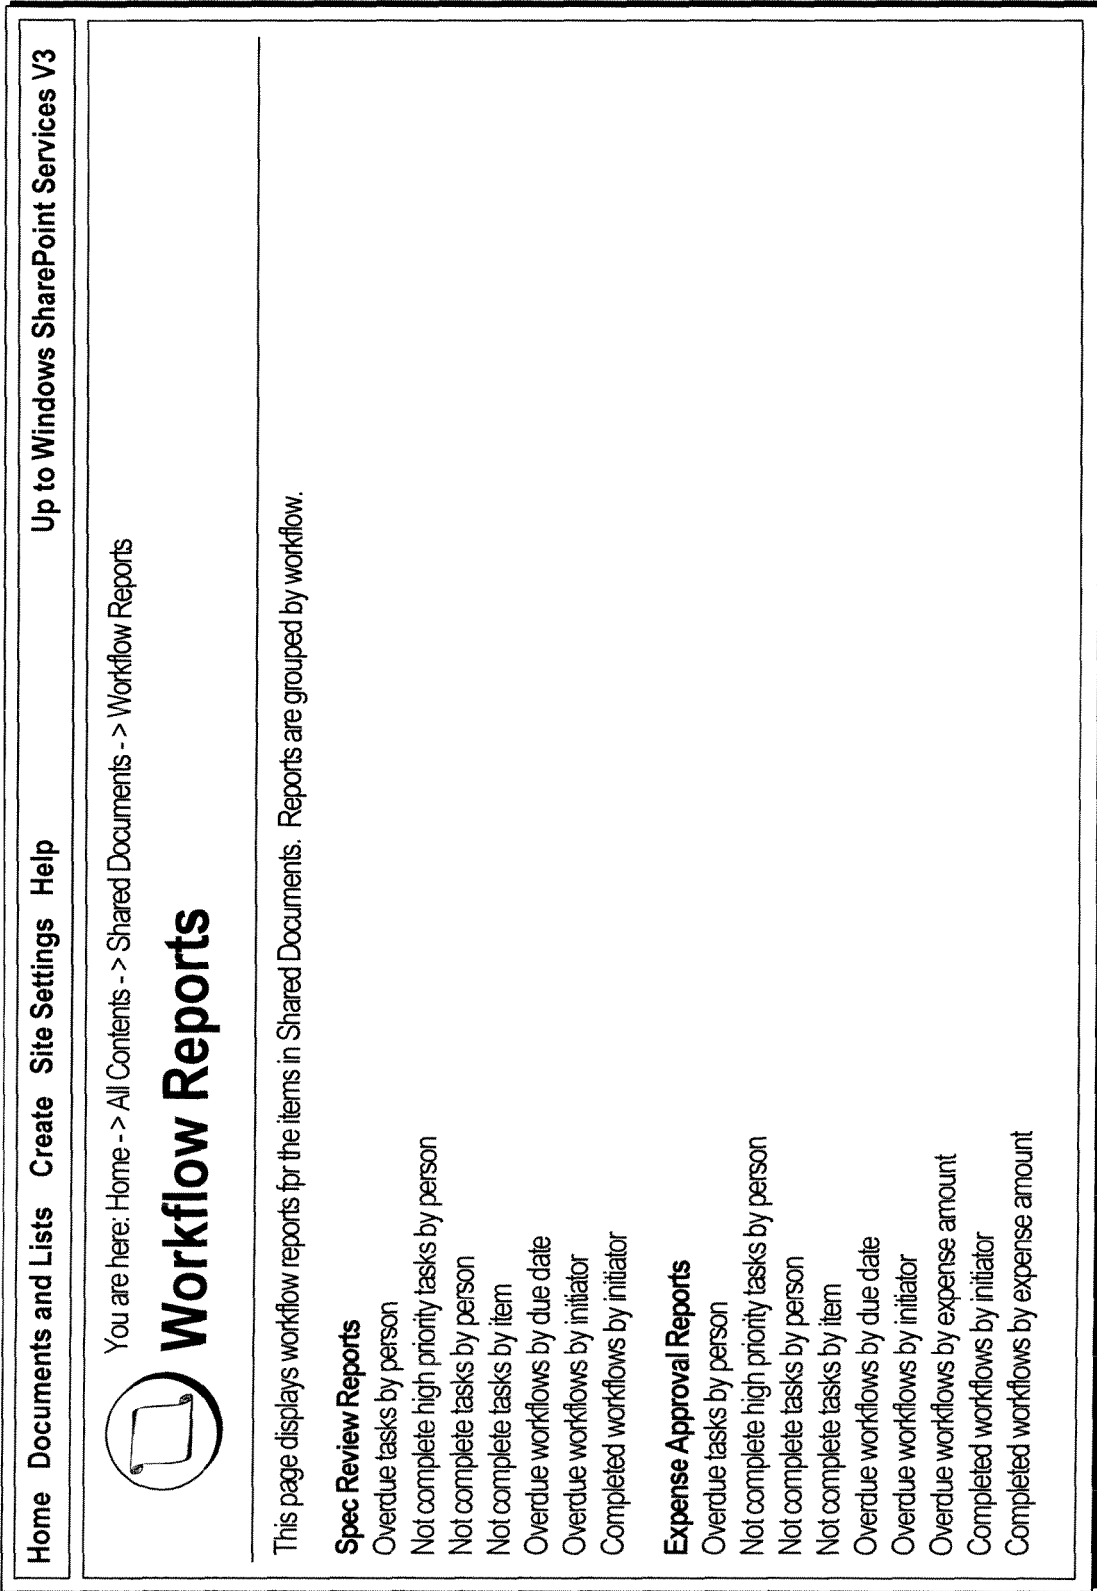 Home Documents and Lists Create Site Settings Help Up to Windows SharePoint Services V3
You are here: Home - > All Contents - > Shared Documents - > Workflow Reports
Workflow Reports
This page displays workflow reports fpr the items in Shared Documents. Reports are grouped by workflow.
Spec Review Reports
Overdue tasks by person
Not complete high priority tasks by person
Not complete tasks by person
Not complete tasks by item
Overdue workflows by due date
Overdue workflows by initiator
Completed workflows by initiator
Expense Approval Reports
Overdue tasks by person
Not complete high priority tasks by person
Not complete tasks by person
Not complete tasks by item
Overdue workflows by due date
Overdue workflows by initiator
Overdue workflows by expense amount
Completed workflows by initiator
Completed workflows by expense amount